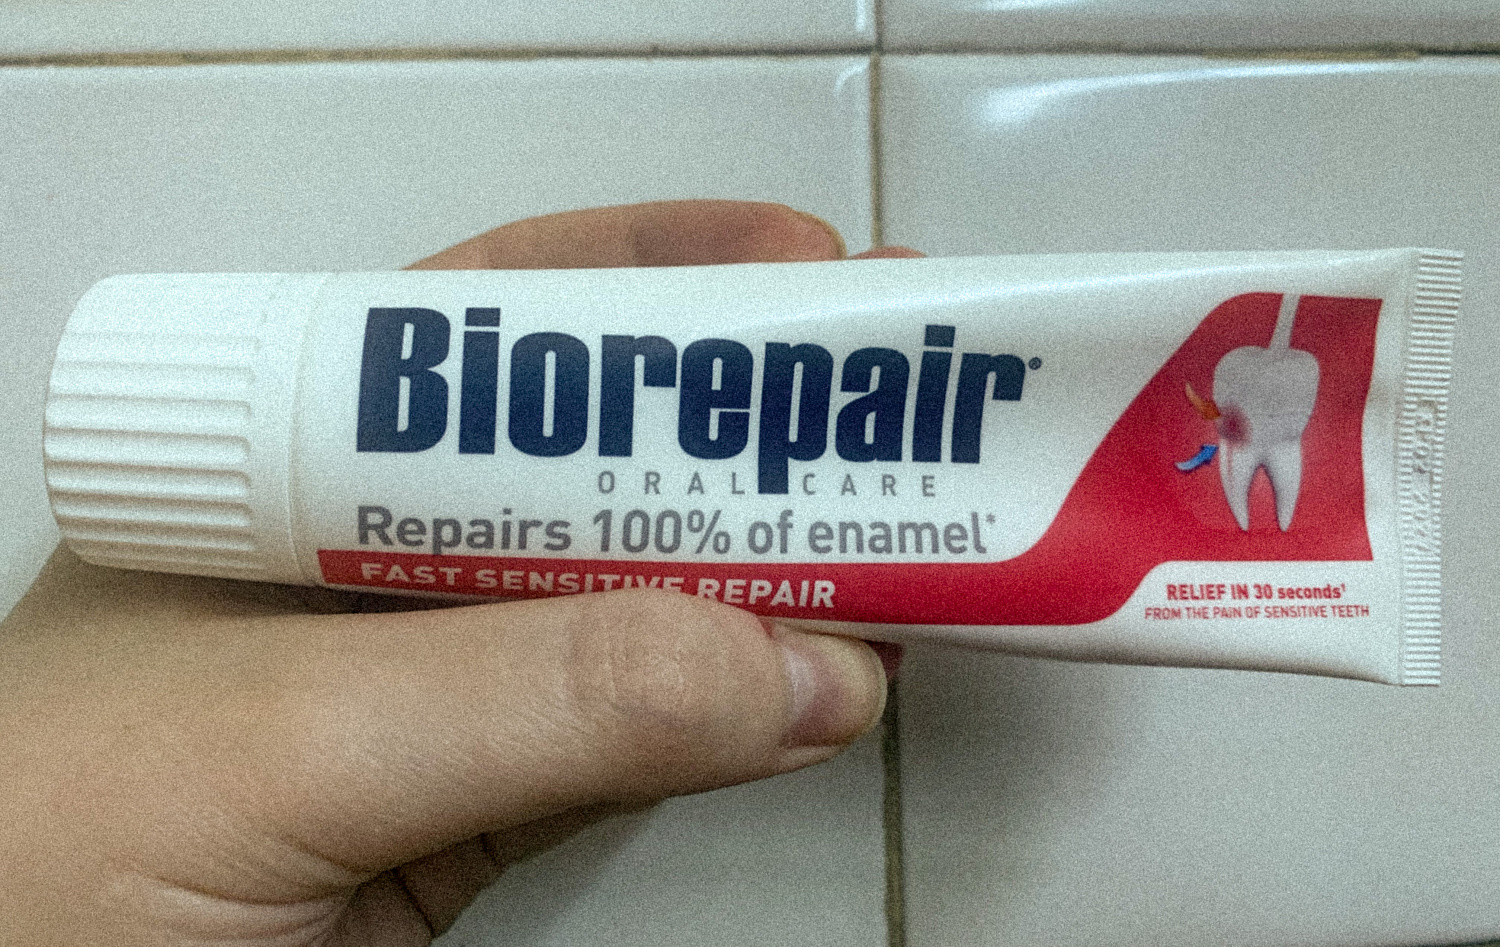 Biorepair®
ORAL CARE
Repairs 100% of enamel*
FAST SENSITIVE REPAIR
RELIEF IN 30 seconds¹
FROM THE PAIN OF SENSITIVE TEETH